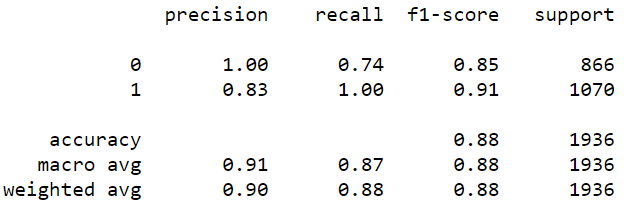 precision recall f1-score support
0 1.00 0.74 0.85 866
1 0.83 1.00 0.91 1070
accuracy 0.88 1936
macro avg 0.91 0.87 0.88 1936
weighted avg 0.90 0.88 0.88 1936